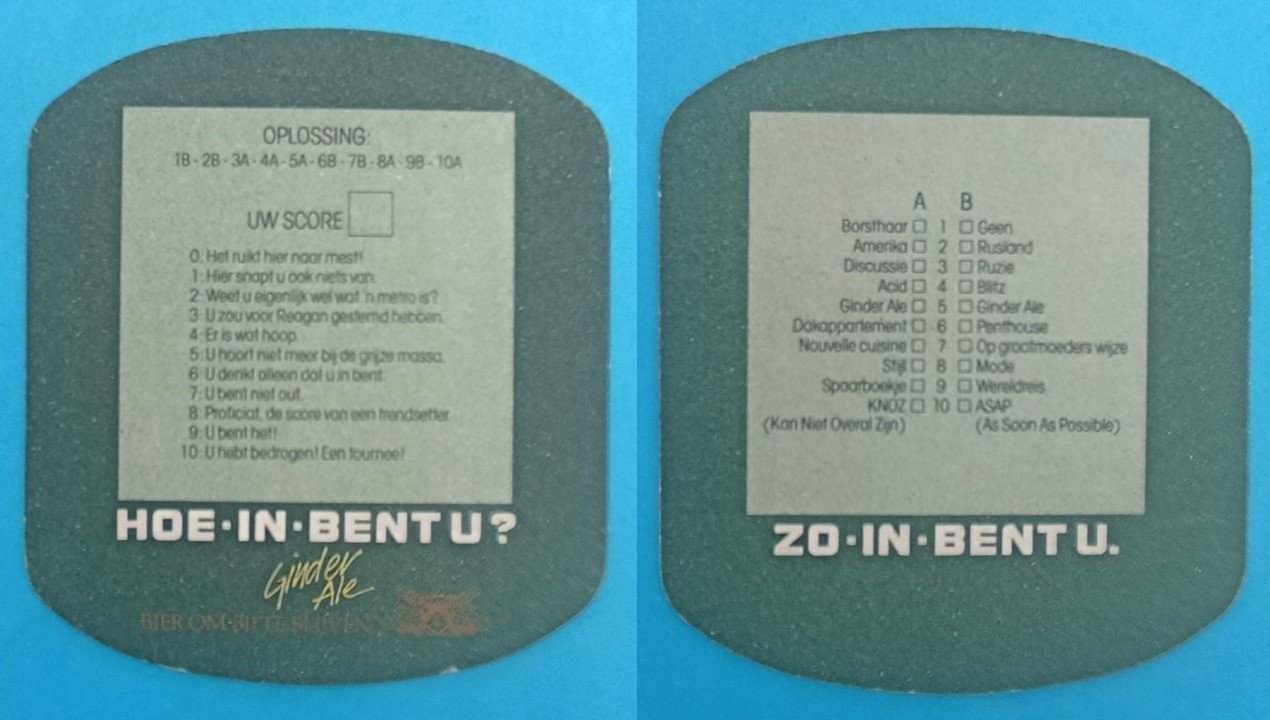 OPLOSSING:
1B - 2B - 3A - 4A - 5A - 6B - 7B - 8A - 9B - 10A
UW SCORE
0: Het ruikt hier naar mest!
1: Hier snapt u ook niets van.
2: Weet u eigenlijk wel wat 'n metro is?
3: U zou voor Reagan gestemd hebben.
4: Er is wat hoop.
5: U hoort niet meer bij de grijze massa.
6: U denkt alleen dat u in bent.
7: U bent niet out.
8: Proficiat, de score van een trendsetter.
9: U bent het!
10: U hebt bedrogen! Een tournee!
HOE·IN·BENT U?
Ginder
Ale
BIER OM·BIJ TE BLIJVEN
A B
Borsthaar 1 Geen
Amerika 2 Rusland
Discussie 3 Ruzie
Acid 4 Blitz
Ginder Ale 5 Ginder Ale
Dakappartement 6 Penthouse
Nouvelle cuisine 7 Op grootmoeders wijze
Stijl 8 Mode
Spaarboekje 9 Wereldreis
KNOZ 10 ASAP
(Kan Niet Overal Zijn) (As Soon As Possible)
ZO·IN·BENT U.